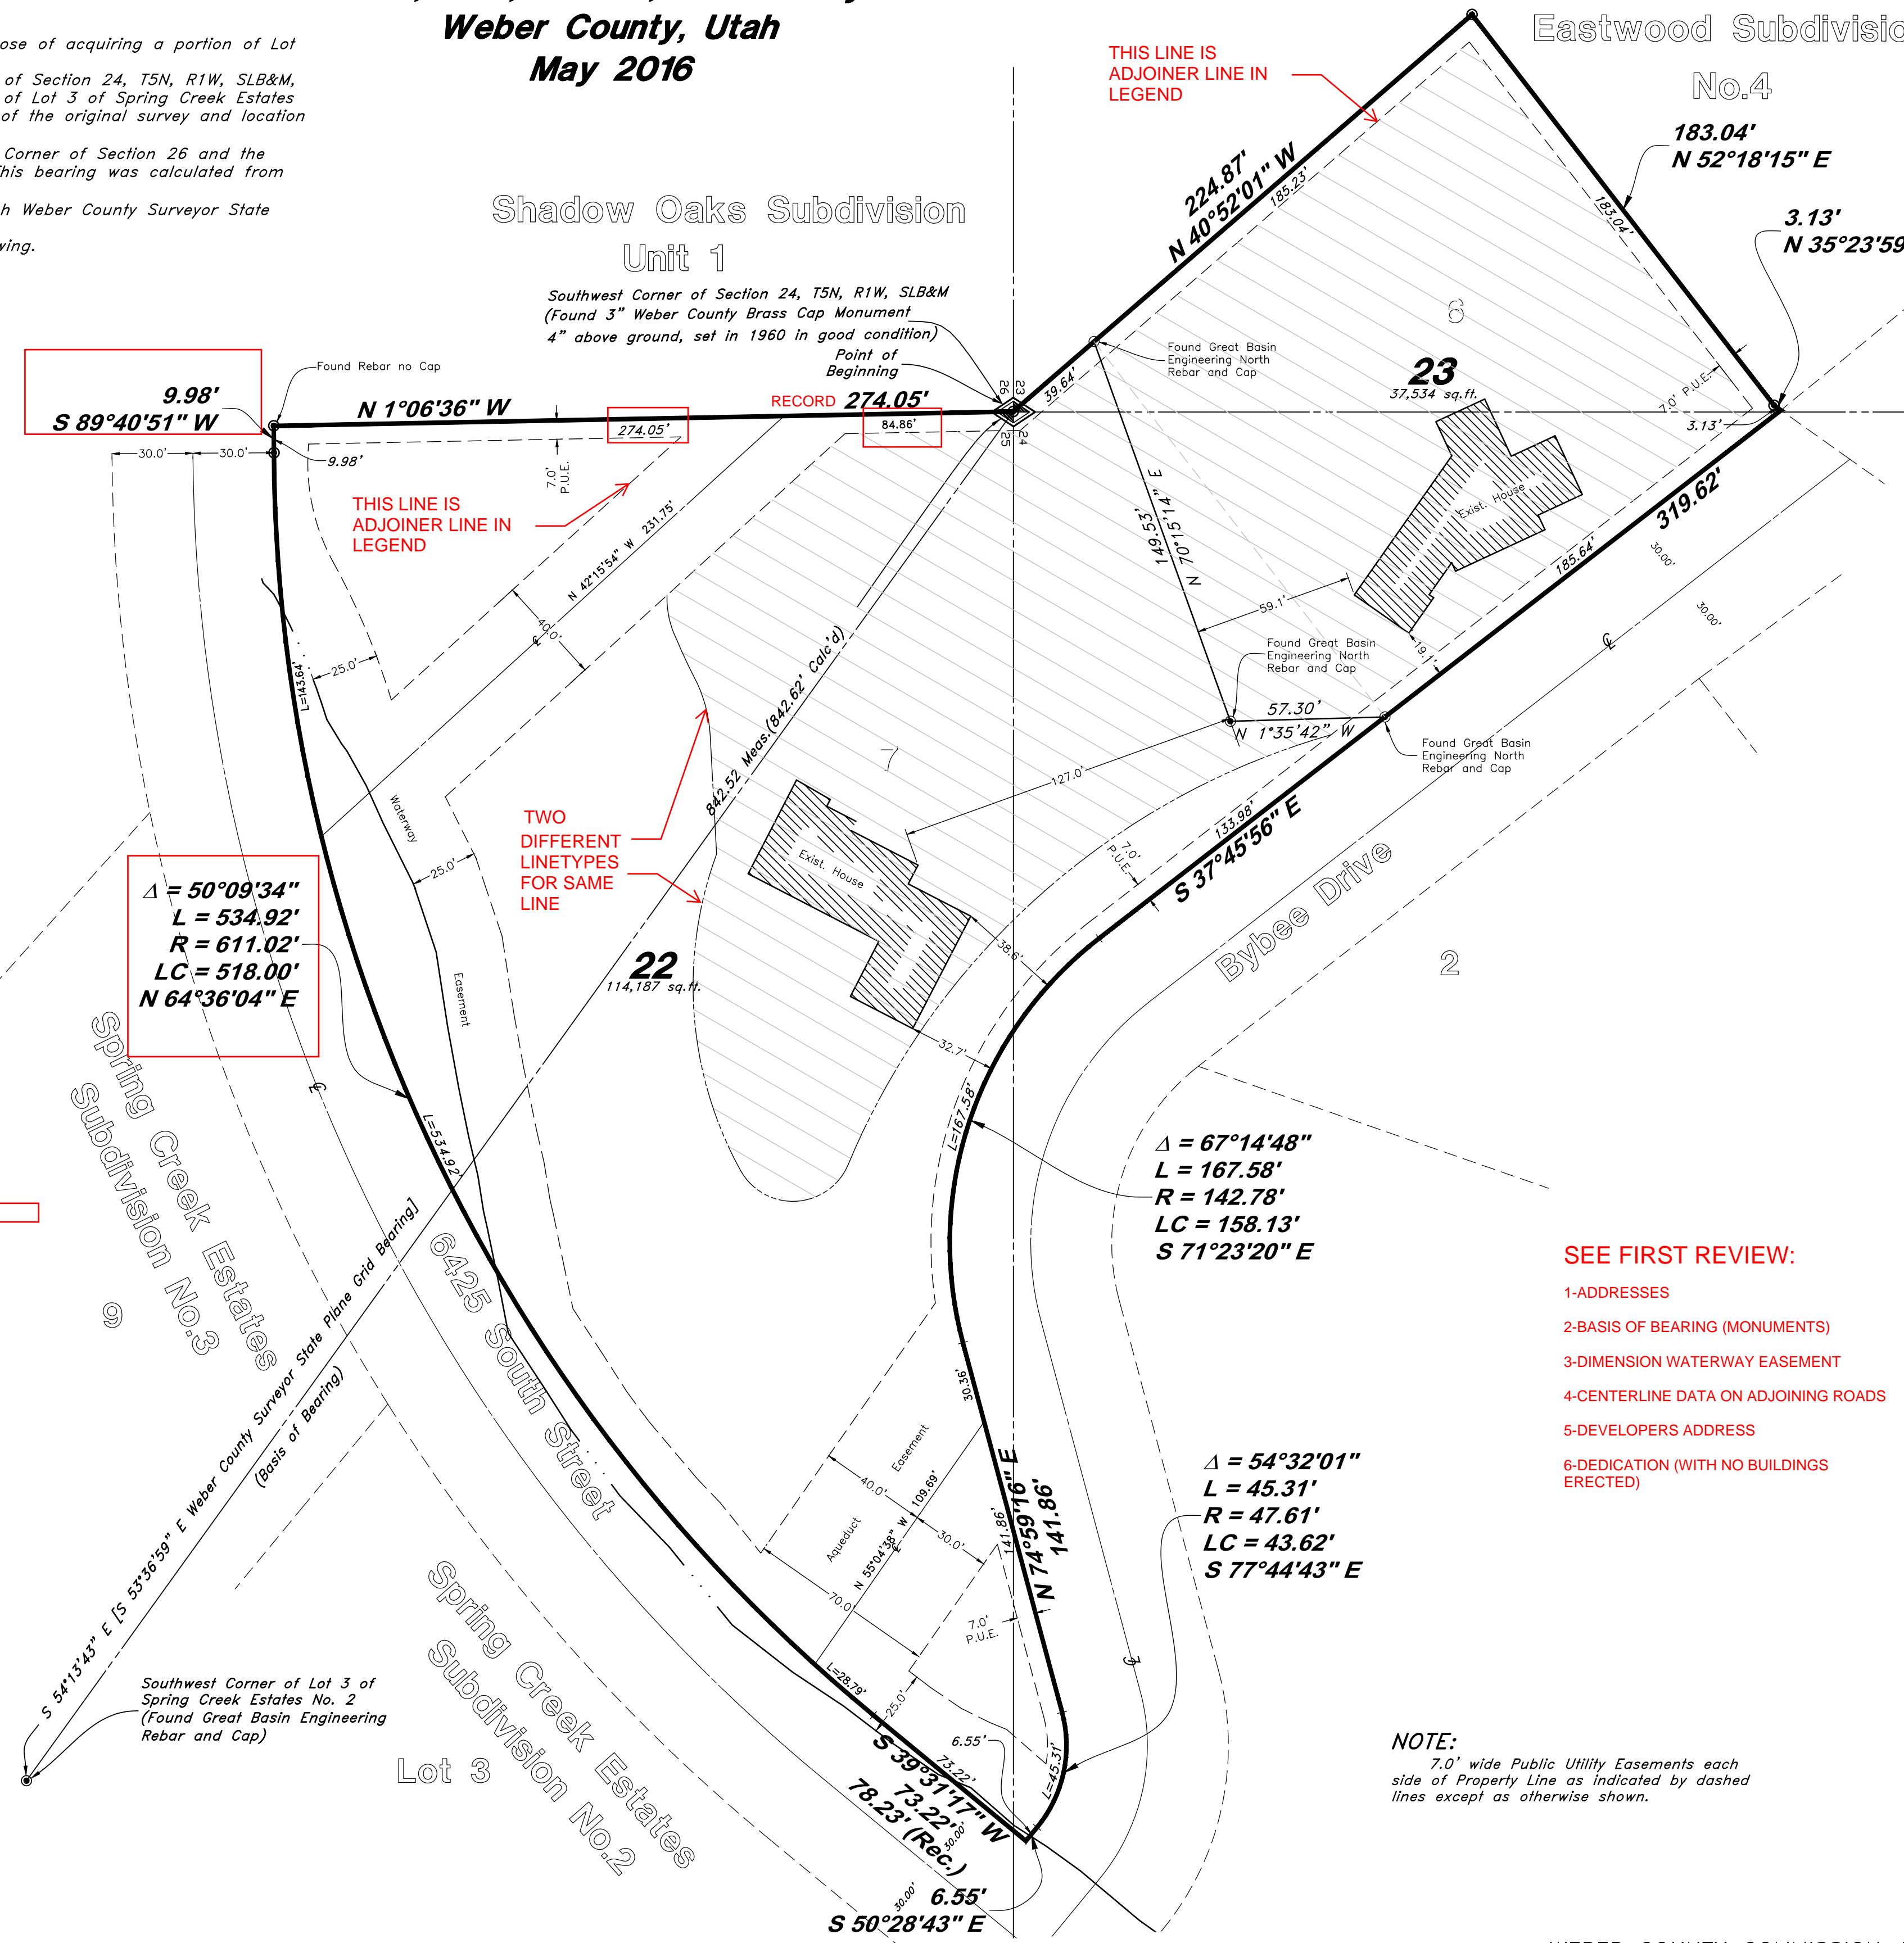 Weber County, Utah
May 2016
ose of acquiring a portion of Lot
of Section 24, T5N, R1W, SLB&M,
of Lot 3 of Spring Creek Estates
of the original survey and location
Corner of Section 26 and the
This bearing was calculated from
h Weber County Surveyor State
wing.
Eastwood Subdivisio
No.4
THIS LINE IS
ADJOINER LINE IN
LEGEND
183.04'
N 52°18'15" E
3.13'
N 35°23'59
224.87'
N 40°52'01" W
185.23'
183.04'
Shadow Oaks Subdivision
Unit 1
Southwest Corner of Section 24, T5N, R1W, SLB&M
(Found 3" Weber County Brass Cap Monument
4" above ground, set in 1960 in good condition)
Point of
Beginning
Found Great Basin
Engineering North
Rebar and Cap
6
23
37,534 sq.ft.
7.0' P.U.E.
3.13'
39.64'
26
23
25
24
Found Rebar no Cap
9.98'
S 89°40'51" W
N 1°06'36" W
RECORD 274.05'
274.05'
84.86'
30.0'
30.0'
9.98'
7.0'
P.U.E.
THIS LINE IS
ADJOINER LINE IN
LEGEND
N 42°15'54" W 231.75'
40.0'
25.0'
L=143.64'
149.53'
N 70°15'14" E
Exist. House
59.1'
19.1'
185.64'
319.62'
30.00'
30.00'
Found Great Basin
Engineering North
Rebar and Cap
57.30'
N 1°35'42" W
Found Great Basin
Engineering North
Rebar and Cap
842.52 Meas.(842.62' Calc'd)
7
127.0'
133.98'
S 37°45'56" E
7.0'
P.U.E.
Bybee Drive
2
TWO
DIFFERENT
LINETYPES
FOR SAME
LINE
Exist. House
38.6'
32.7'
Waterway
25.0'
Easement
22
114,187 sq.ft.
Δ = 50°09'34"
L = 534.92'
R = 611.02'
LC = 518.00'
N 64°36'04" E
L=534.92'
L=167.58'
Δ = 67°14'48"
L = 167.58'
R = 142.78'
LC = 158.13'
S 71°23'20" E
Spring Creek Estates
Subdivision No.3
9
6425 South Street
S 54°13'43" E [S 53°36'59" E Weber County Surveyor State Plane Grid Bearing]
(Basis of Bearing)
30.36'
Aqueduct
Easement
40.0'
N 55°04'38" W 109.69'
30.0'
70.0'
141.86'
N 74°59'16" E
141.86'
7.0'
P.U.E.
Δ = 54°32'01"
L = 45.31'
R = 47.61'
LC = 43.62'
S 77°44'43" E
SEE FIRST REVIEW:
1-ADDRESSES
2-BASIS OF BEARING (MONUMENTS)
3-DIMENSION WATERWAY EASEMENT
4-CENTERLINE DATA ON ADJOINING ROADS
5-DEVELOPERS ADDRESS
6-DEDICATION (WITH NO BUILDINGS
ERECTED)
Southwest Corner of Lot 3 of
Spring Creek Estates No. 2
(Found Great Basin Engineering
Rebar and Cap)
Lot 3
Spring Creek Estates
Subdivision No.2
L=28.79'
25.0'
6.55'
L=45.31'
S 39°31'17" W
73.22'
73.22'
78.23' (Rec.)
30.00'
30.00'
6.55'
S 50°28'43" E
NOTE:
7.0' wide Public Utility Easements each
side of Property Line as indicated by dashed
lines except as otherwise shown.